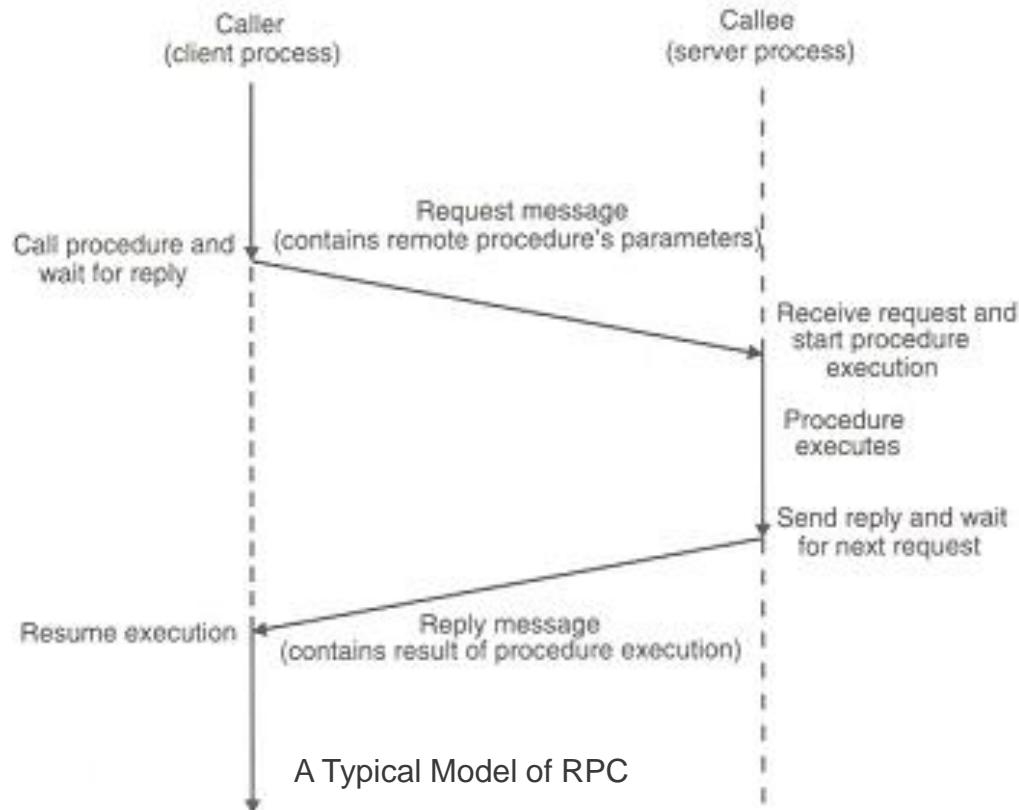 Caller
(client process)
Callee
(server process)
Request message
(contains remote procedure's parameters)
Call procedure and
wait for reply
Receive request and
start procedure
execution
Procedure
executes
Send reply and wait
for next request
Resume execution
Reply message
(contains result of procedure execution)
A Typical Model of RPC